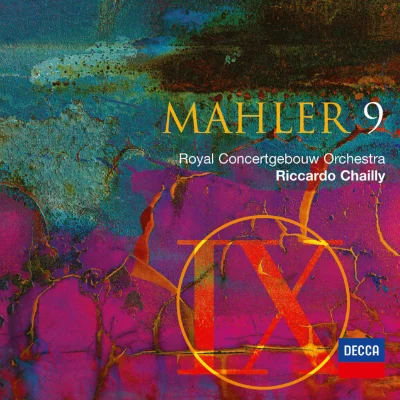 MAHLER 9
Royal Concertgebouw Orchestra
Riccardo Chailly
IX
DECCA